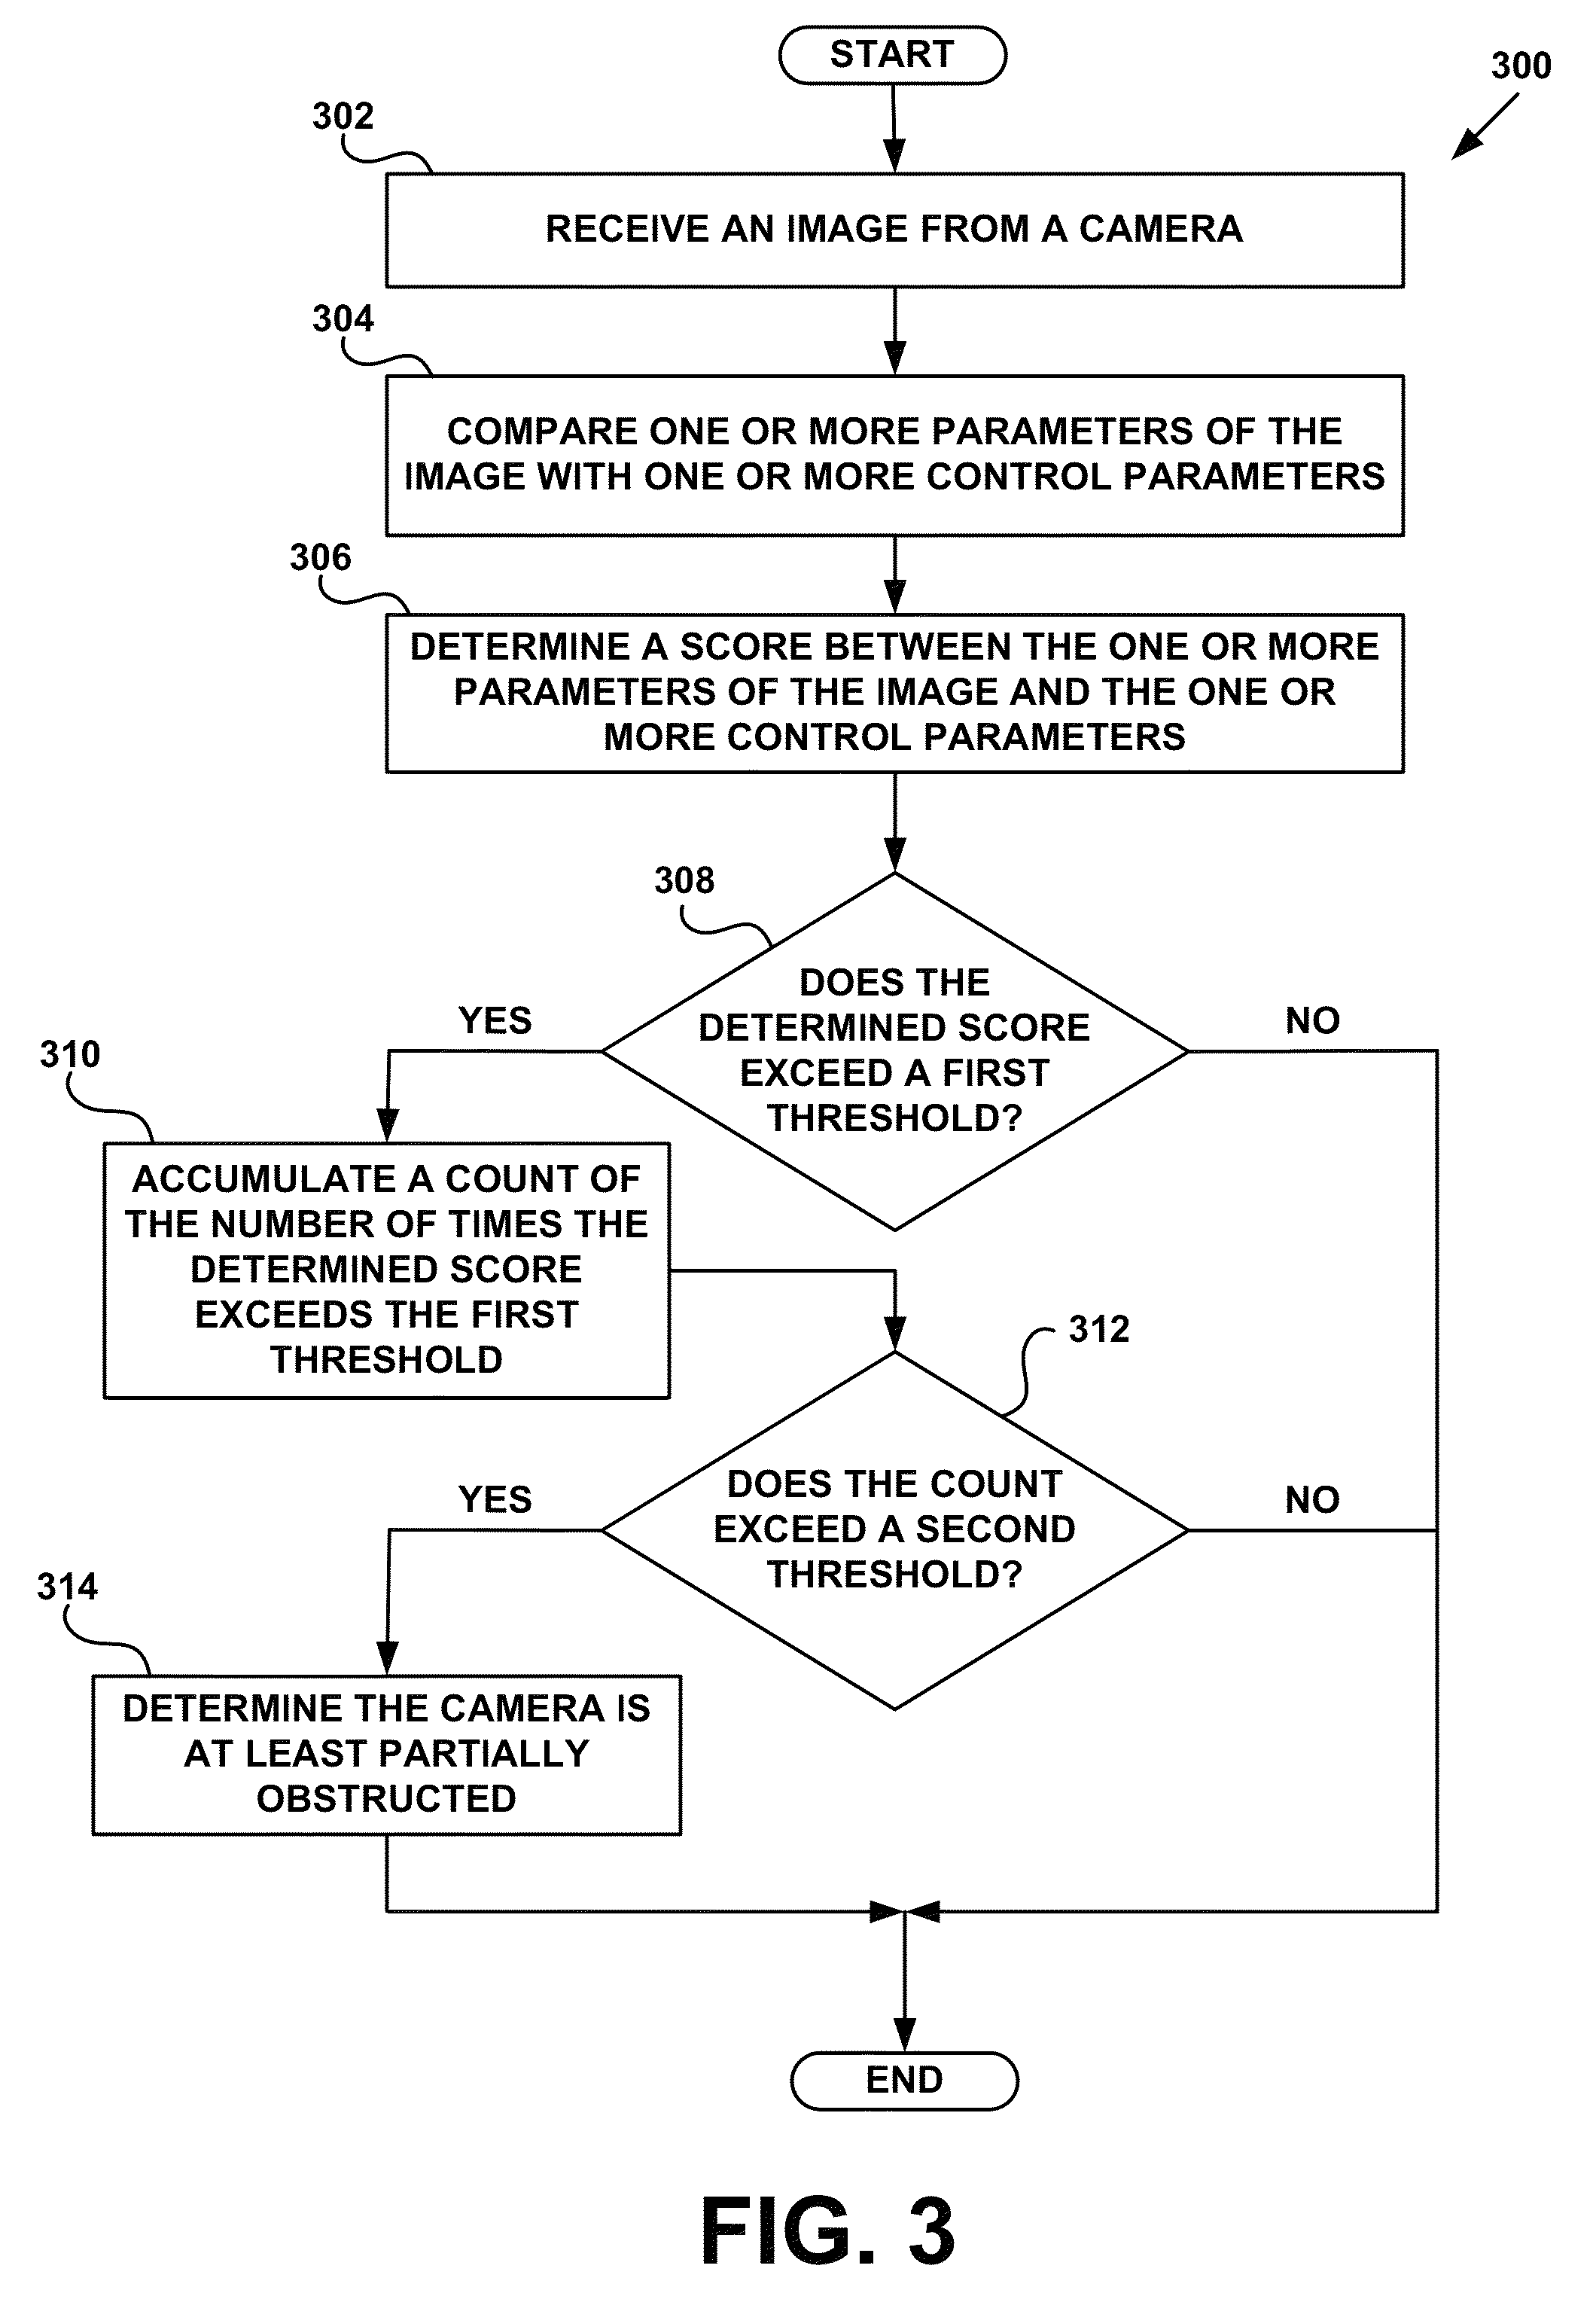 START
300
302
RECEIVE AN IMAGE FROM A CAMERA
304
COMPARE ONE OR MORE PARAMETERS OF THE
IMAGE WITH ONE OR MORE CONTROL PARAMETERS
306
DETERMINE A SCORE BETWEEN THE ONE OR MORE
PARAMETERS OF THE IMAGE AND THE ONE OR
MORE CONTROL PARAMETERS
308
DOES THE
DETERMINED SCORE
EXCEED A FIRST
THRESHOLD?
YES
NO
310
ACCUMULATE A COUNT OF
THE NUMBER OF TIMES THE
DETERMINED SCORE
EXCEEDS THE FIRST
THRESHOLD
312
DOES THE COUNT
EXCEED A SECOND
THRESHOLD?
YES
NO
314
DETERMINE THE CAMERA IS
AT LEAST PARTIALLY
OBSTRUCTED
END
FIG. 3